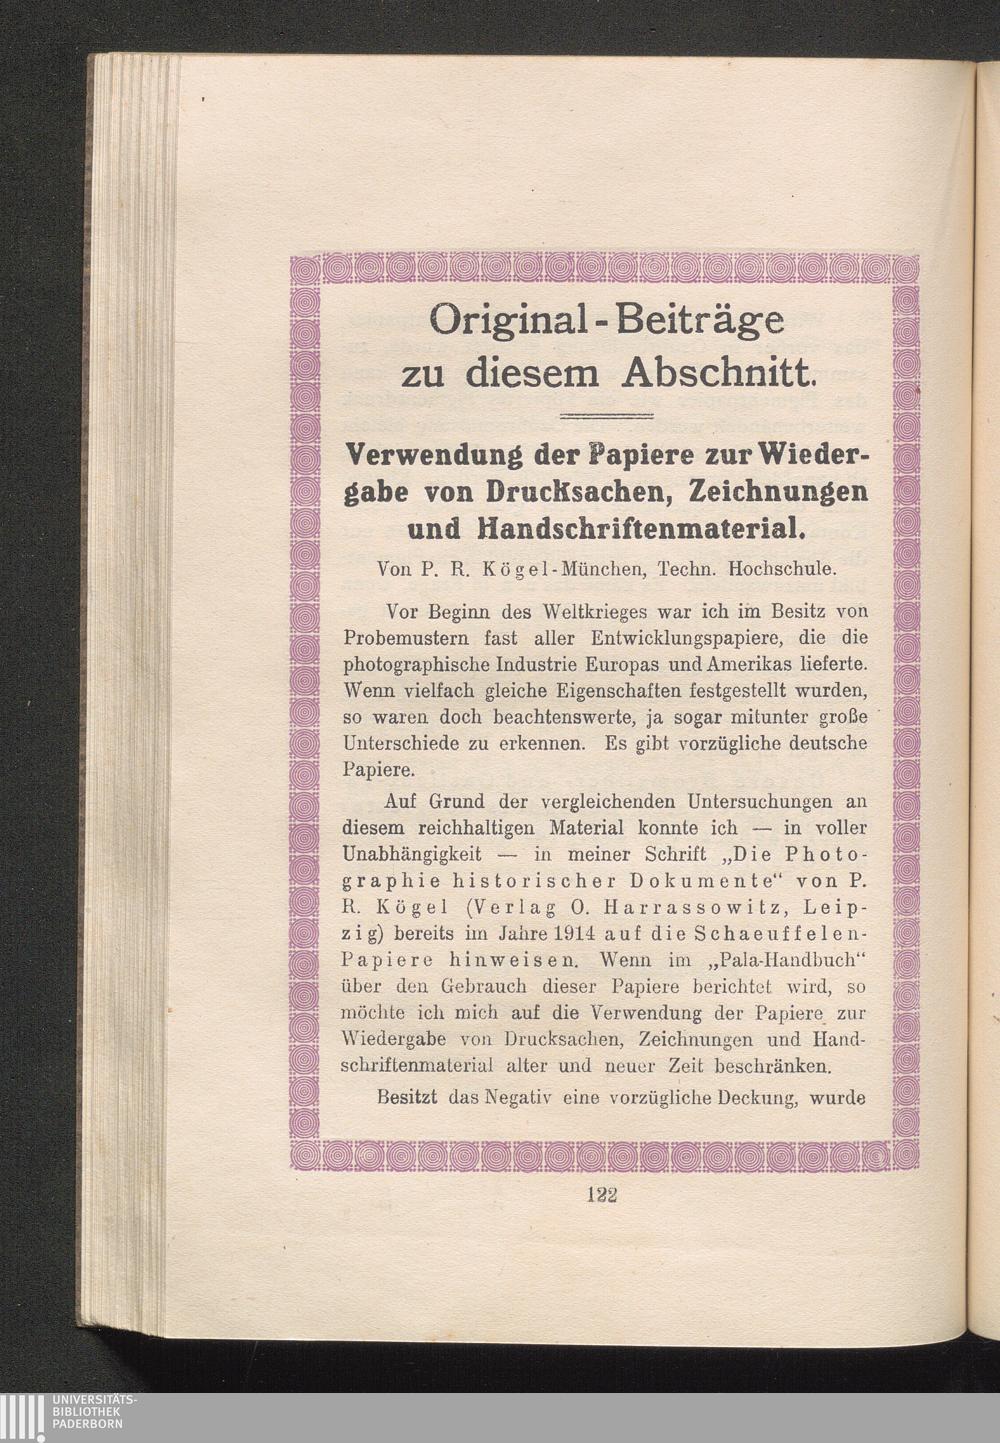 Original-Beiträge
zu diesem Abschnitt.
Verwendung der Papiere zur Wieder-
gabe von Drucksachen, Zeichnungen
und Handschriftenmaterial.
Von P. R. Kögel-München, Techn. Hochschule.
Vor Beginn des Weltkrieges war ich im Besitz von
Probemustern fast aller Entwicklungspapiere, die die
photographische Industrie Europas und Amerikas lieferte.
Wenn vielfach gleiche Eigenschaften festgestellt wurden,
so waren doch beachtenswerte, ja sogar mitunter große
Unterschiede zu erkennen. Es gibt vorzügliche deutsche
Papiere.
Auf Grund der vergleichenden Untersuchungen an
diesem reichhaltigen Material konnte ich — in voller
Unabhängigkeit — in meiner Schrift „Die Photo-
graphie historischer Dokumente“ von P.
R. Kögel (Verlag O. Harrassowitz, Leip-
zig) bereits im Jahre 1914 auf die Schaeuffelen-
Papiere hinweisen. Wenn im „Pala-Handbuch“
über den Gebrauch dieser Papiere berichtet wird, so
möchte ich mich auf die Verwendung der Papiere zur
Wiedergabe von Drucksachen, Zeichnungen und Hand-
schriftenmaterial alter und neuer Zeit beschränken.
Besitzt das Negativ eine vorzügliche Deckung, wurde
122
UNIVERSITÄTS-
BIBLIOTHEK
PADERBORN